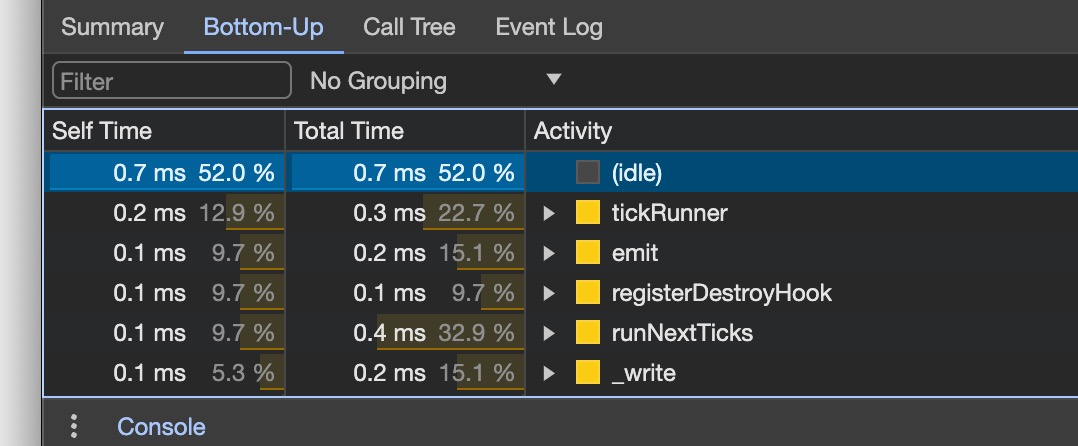 Summary Bottom-Up Call Tree Event Log
Filter No Grouping
Self Time Total Time Activity
0.7 ms 52.0 % 0.7 ms 52.0 % (idle)
0.2 ms 12.9 % 0.3 ms 22.7 % tickRunner
0.1 ms 9.7 % 0.2 ms 15.1 % emit
0.1 ms 9.7 % 0.1 ms 9.7 % registerDestroyHook
0.1 ms 9.7 % 0.4 ms 32.9 % runNextTicks
0.1 ms 5.3 % 0.2 ms 15.1 % _write
Console